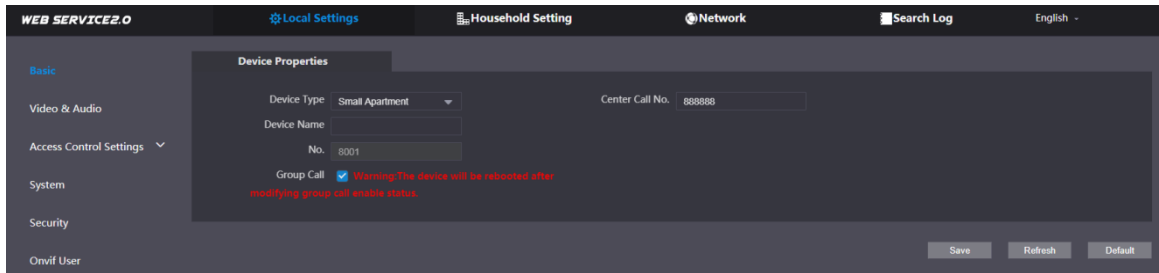 WEB SERVICE2.0
Local Settings
Household Setting
Network
Search Log
English
Basic
Video & Audio
Access Control Settings
System
Security
Onvif User
Device Properties
Device Type Small Apartment
Center Call No. 888888
Device Name
No. 8001
Group Call Warning:The device will be rebooted after
modifying group call enable status.
Save
Refresh
Default